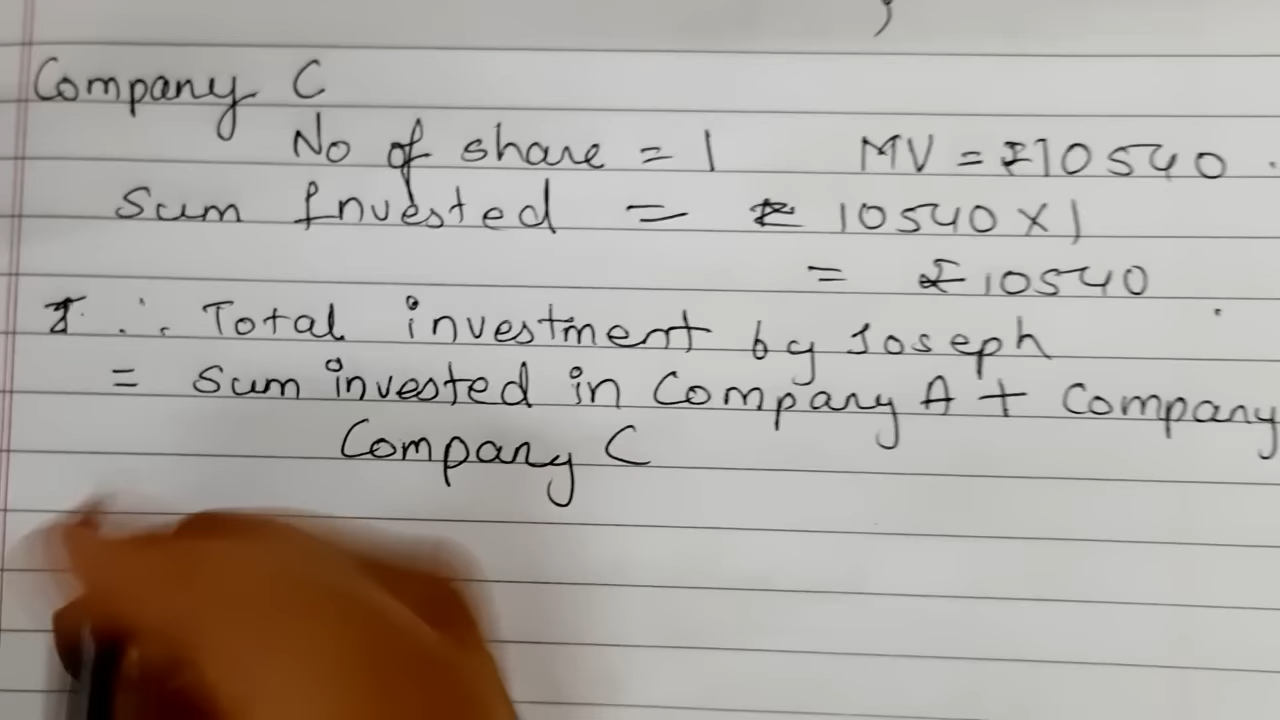 Company C
No of share = 1 MV = ₹10540.
Sum Invested = ₹ 10540 × 1
= ₹10540
∴ Total investment by Joseph
= Sum invested in Company A + Company
Company C